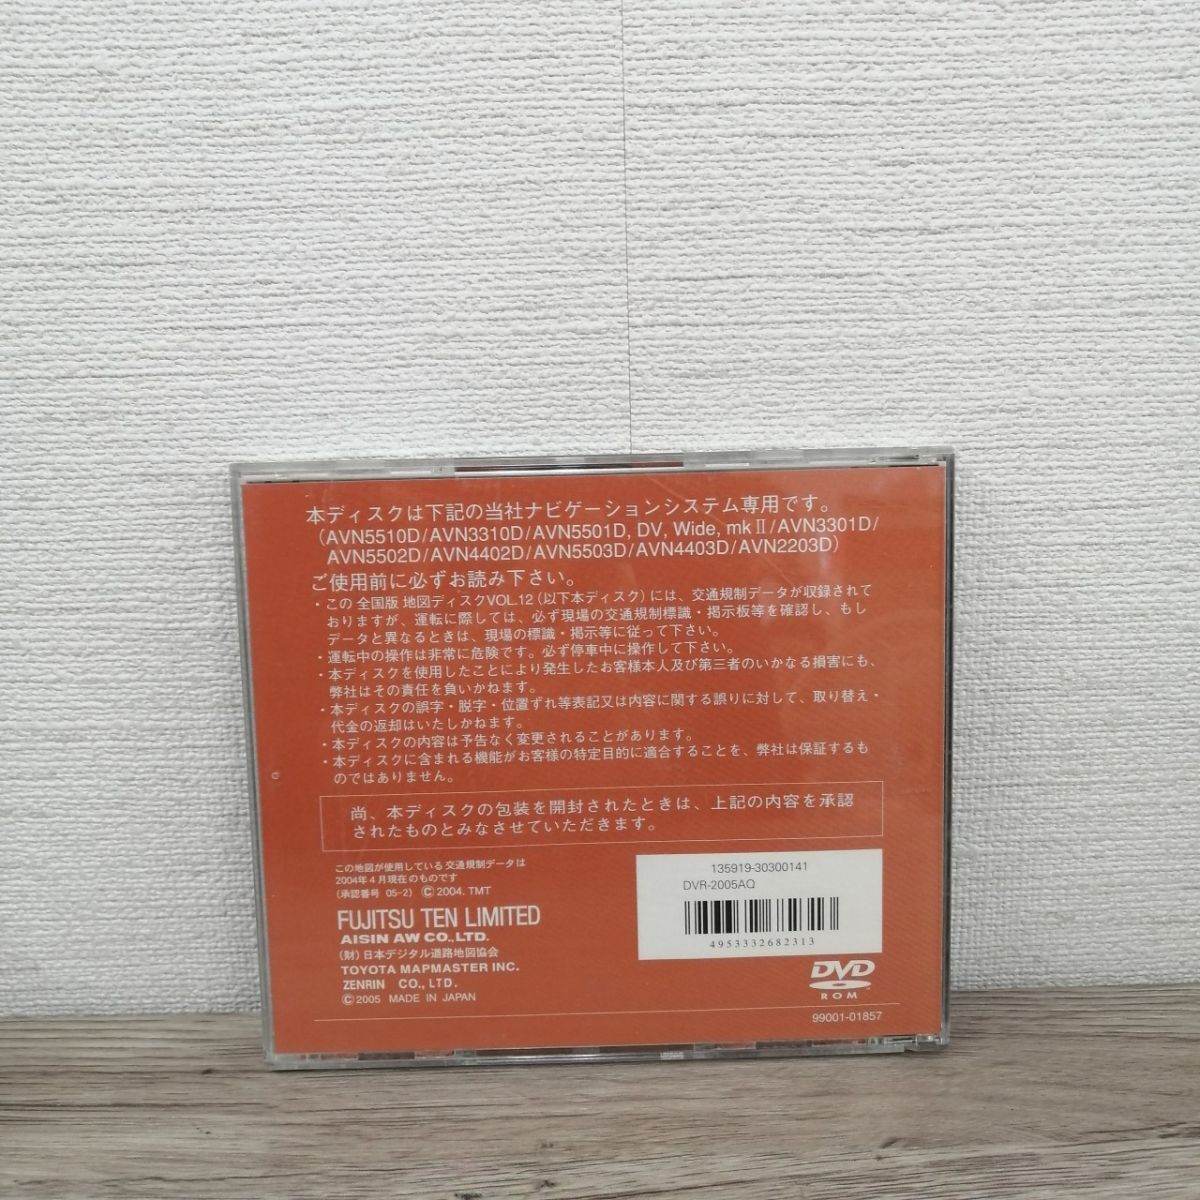 本ディスクは下記の当社ナビゲーションシステム専用です。
(AVN5510D/AVN3310D/AVN5501D, DV, Wide, mkⅡ/AVN3301D/
AVN5502D/AVN4402D/AVN5503D/AVN4403D/AVN2203D)
ご使用前に必ずお読み下さい。
・この 全国版 地図ディスクVOL.12 (以下本ディスク) には、交通規制データが収録されて
おりますが、運転に際しては、必ず現場の交通規制標識・掲示板等を確認し、もし
データと異なるときは、現場の標識・掲示等に従って下さい。
・運転中の操作は非常に危険です。必ず停車中に操作して下さい。
・本ディスクを使用したことにより発生したお客様本人及び第三者のいかなる損害にも、
弊社はその責任を負いかねます。
・本ディスクの誤字・脱字・位置ずれ等表記又は内容に関する誤りに対して、取り替え・
代金の返却はいたしかねます。
・本ディスクの内容は予告なく変更されることがあります。
・本ディスクに含まれる機能がお客様の特定目的に適合することを、弊社は保証するも
のではありません。
尚、本ディスクの包装を開封されたときは、上記の内容を承認
されたものとみなさせていただきます。
この地図が使用している交通規制データは
2004年4月現在のものです
(承認番号 05-2) ©2004. TMT
FUJITSU TEN LIMITED
AISIN AW CO.,LTD.
(財)日本デジタル道路地図協会
TOYOTA MAPMASTER INC.
ZENRIN CO., LTD.
©2005 MADE IN JAPAN
135919-30300141
DVR-2005AQ
4953332682313
DVD
ROM
99001-01857